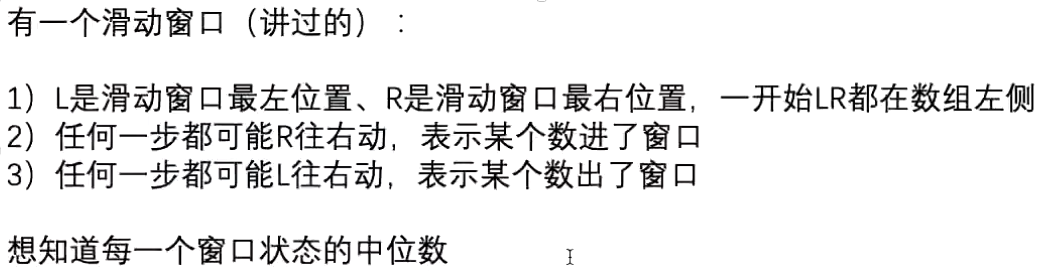 有一个滑动窗口（讲过的）：
1）L是滑动窗口最左位置、R是滑动窗口最右位置，一开始LR都在数组左侧
2）任何一步都可能R往右动，表示某个数进了窗口
3）任何一步都可能L往右动，表示某个数出了窗口
想知道每一个窗口状态的中位数